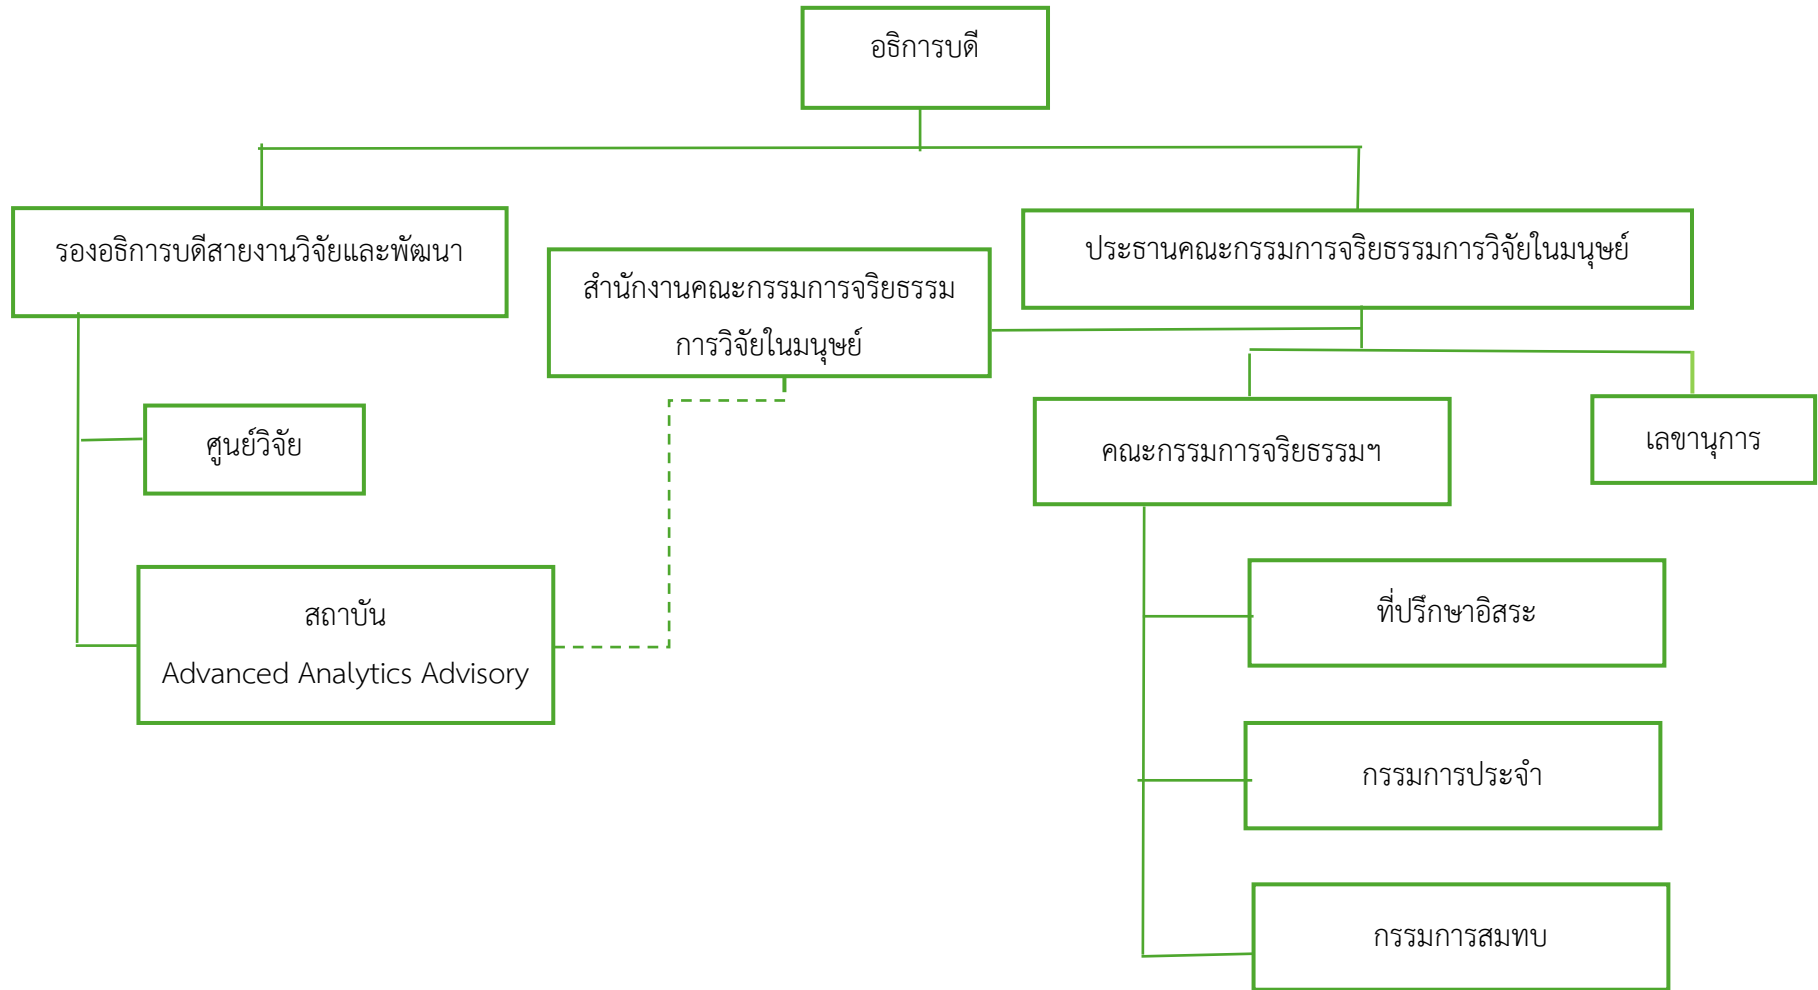 อธิการบดี
รองอธิการบดีสายงานวิจัยและพัฒนา
ประธานคณะกรรมการจริยธรรมการวิจัยในมนุษย์
สำนักงานคณะกรรมการจริยธรรม
การวิจัยในมนุษย์
ศูนย์วิจัย
คณะกรรมการจริยธรรมฯ
เลขานุการ
สถาบัน
Advanced Analytics Advisory
ที่ปรึกษาอิสระ
กรรมการประจำ
กรรมการสมทบ